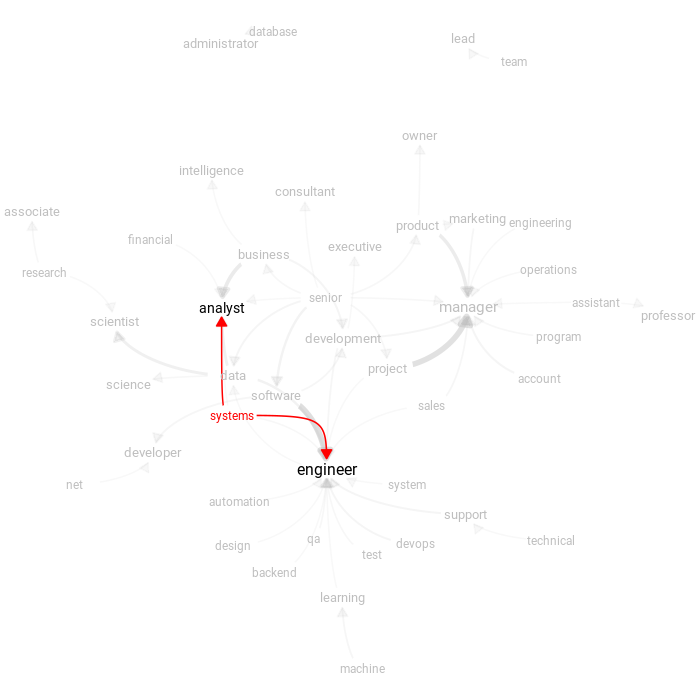 database
administrator
lead
team
owner
intelligence
consultant
associate
product
marketing
engineering
financial
executive
business
operations
research
senior
analyst
manager
assistant
professor
scientist
development
program
project
data
account
science
software
sales
systems
developer
engineer
net
system
automation
support
qa
technical
design
devops
test
backend
learning
machine